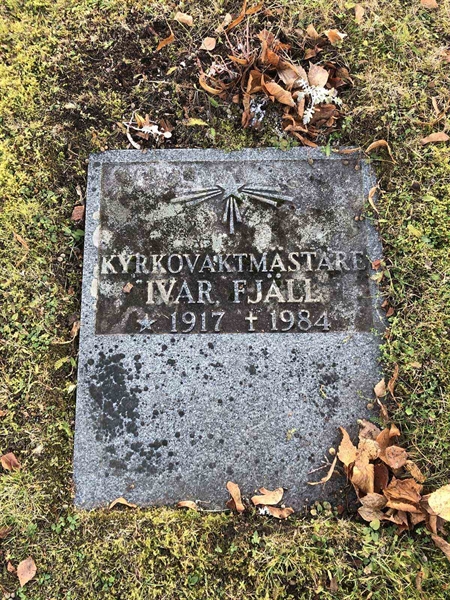 KYRKOVAKTMÄSTARE
IVAR FJÄLL
* 1917 † 1984